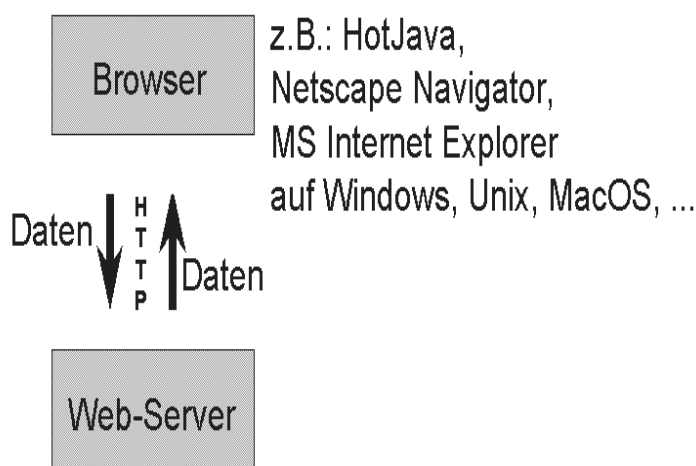 Browser
z.B.: HotJava,
Netscape Navigator,
MS Internet Explorer
auf Windows, Unix, MacOS, ...
Daten
HTTP
Daten
Web-Server